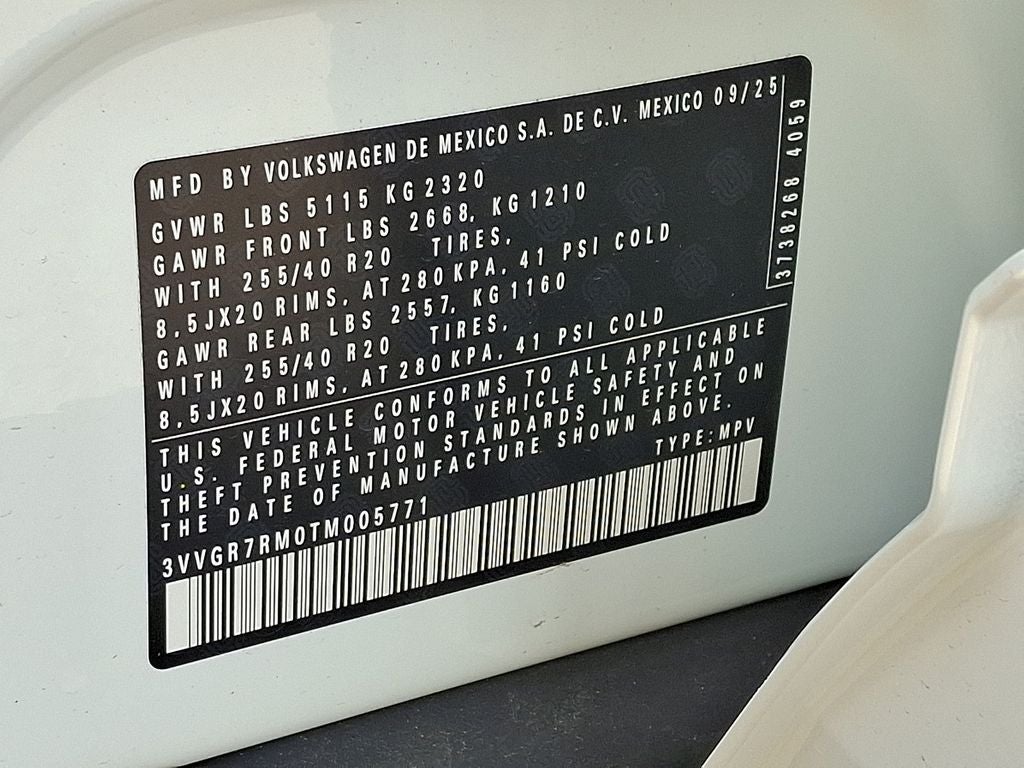 MFD BY VOLKSWAGEN DE MEXICO S.A. DE C.V. MEXICO 09/25
GVWR LBS 5115 KG 2320
GAWR FRONT LBS 2668, KG 1210
WITH 255/40 R20 TIRES,
8,5JX20 RIMS, AT 280 KPA, 41 PSI COLD
GAWR REAR LBS 2557, KG 1160
WITH 255/40 R20 TIRES,
8,5JX20 RIMS, AT 280 KPA, 41 PSI COLD
3738268 4059
THIS VEHICLE CONFORMS TO ALL APPLICABLE
U.S. FEDERAL MOTOR VEHICLE SAFETY AND
THEFT PREVENTION STANDARDS IN EFFECT ON
THE DATE OF MANUFACTURE SHOWN ABOVE.
TYPE: MPV
3VVGR7RM0TM005771